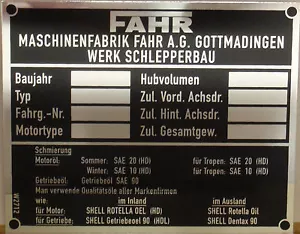 FAHR
MASCHINENFABRIK FAHR A.G. GOTTMADINGEN
WERK SCHLEPPERBAU
Baujahr Hubvolumen
Typ Zul. Vord. Achsdr.
Fahrg.-Nr. Zul. Hint. Achsdr.
Motortype Zul. Gesamtgew.
Schmierung
Motoröl: Sommer: SAE 20 (HD) für Tropen: SAE 20 (HD)
Winter: SAE 10 (HD) für Tropen: SAE 10 (HD)
Getriebeöl: Getriebeöl SAE 90
Man verwende Qualitätsöle aller Markenfirmen
wie: im Inland im Ausland
für Motor: SHELL ROTELLA OEL (HD) SHELL Rotella Oil
für Getriebe: SHELL Getriebeoel 90 (HDL) SHELL Dentax 90
W2712